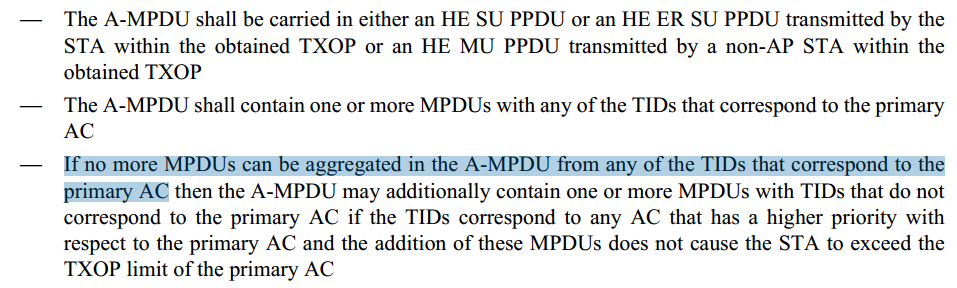 — The A-MPDU shall be carried in either an HE SU PPDU or an HE ER SU PPDU transmitted by the
STA within the obtained TXOP or an HE MU PPDU transmitted by a non-AP STA within the
obtained TXOP
— The A-MPDU shall contain one or more MPDUs with any of the TIDs that correspond to the primary
AC
— If no more MPDUs can be aggregated in the A-MPDU from any of the TIDs that correspond to the
primary AC then the A-MPDU may additionally contain one or more MPDUs with TIDs that do not
correspond to the primary AC if the TIDs correspond to any AC that has a higher priority with
respect to the primary AC and the addition of these MPDUs does not cause the STA to exceed the
TXOP limit of the primary AC